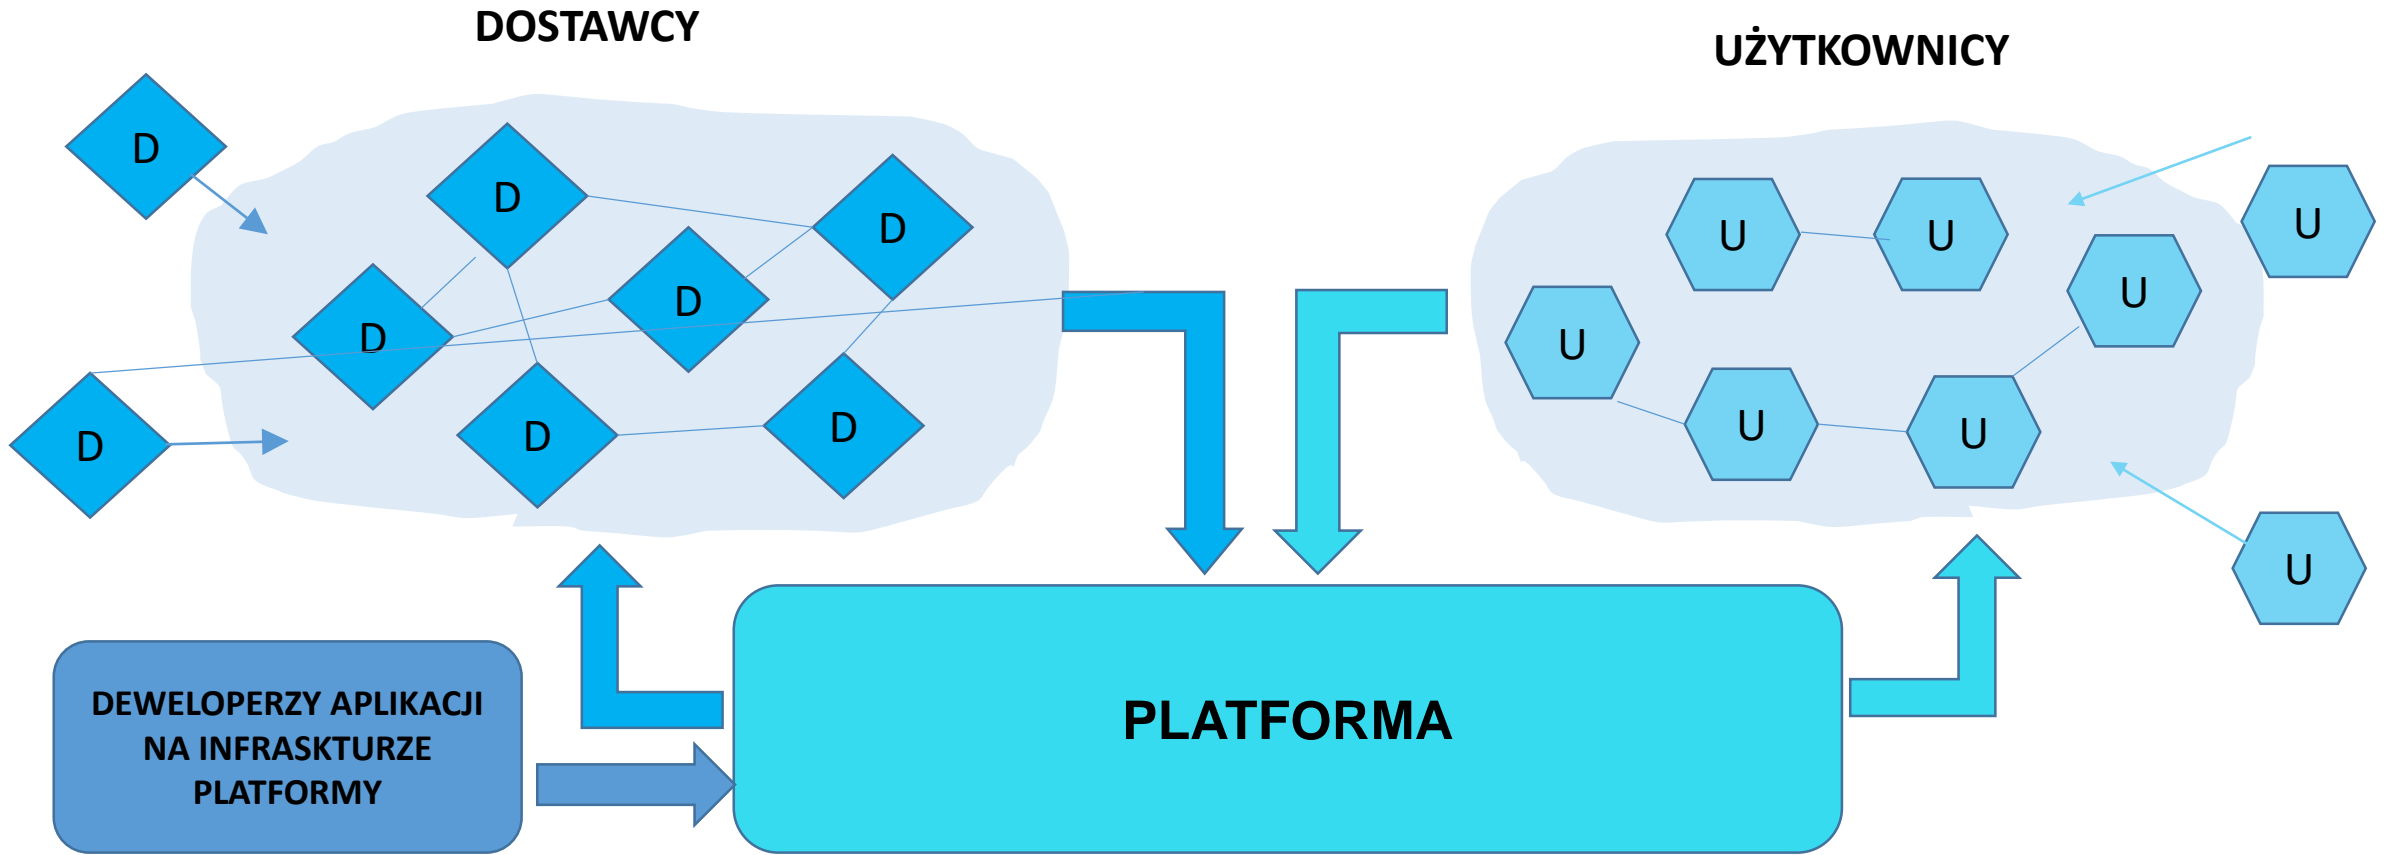 DOSTAWCY
UŻYTKOWNICY
D
D
D
D
D
D
D
D
U
U
U
U
U
U
U
U
DEWELOPERZY APLIKACJI
NA INFRASKTURZE
PLATFORMY
PLATFORMA